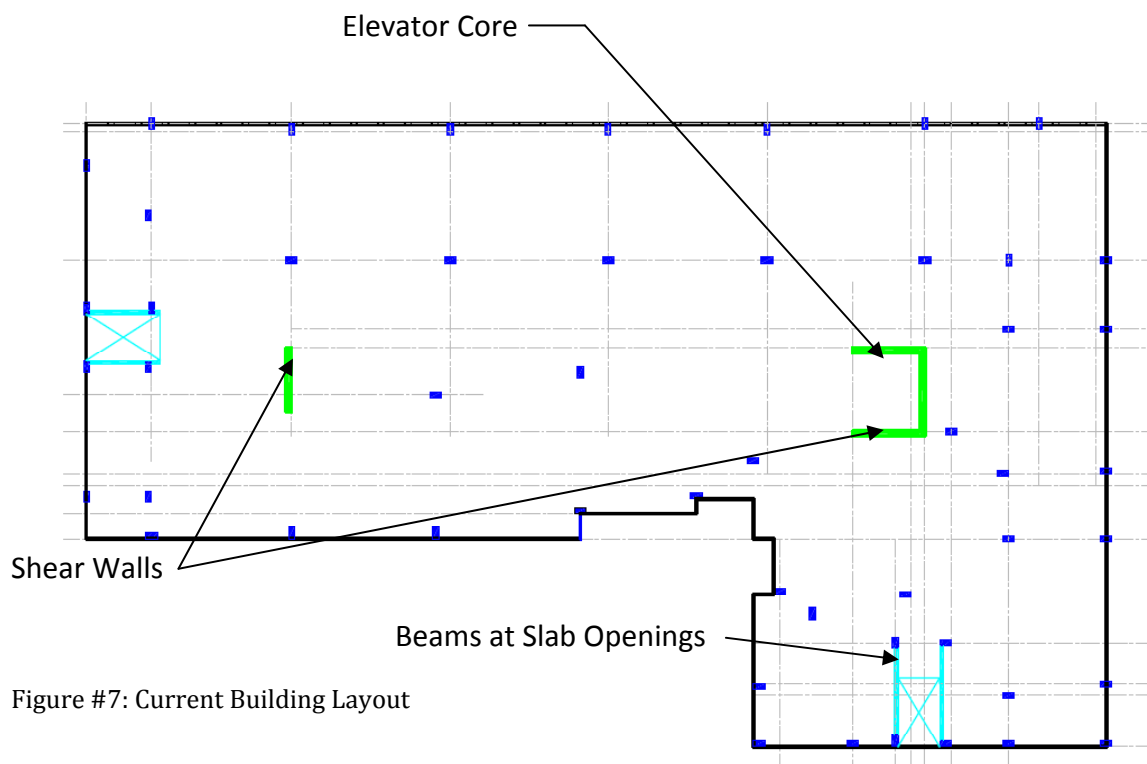 Elevator Core
Shear Walls
Beams at Slab Openings
Figure #7: Current Building Layout